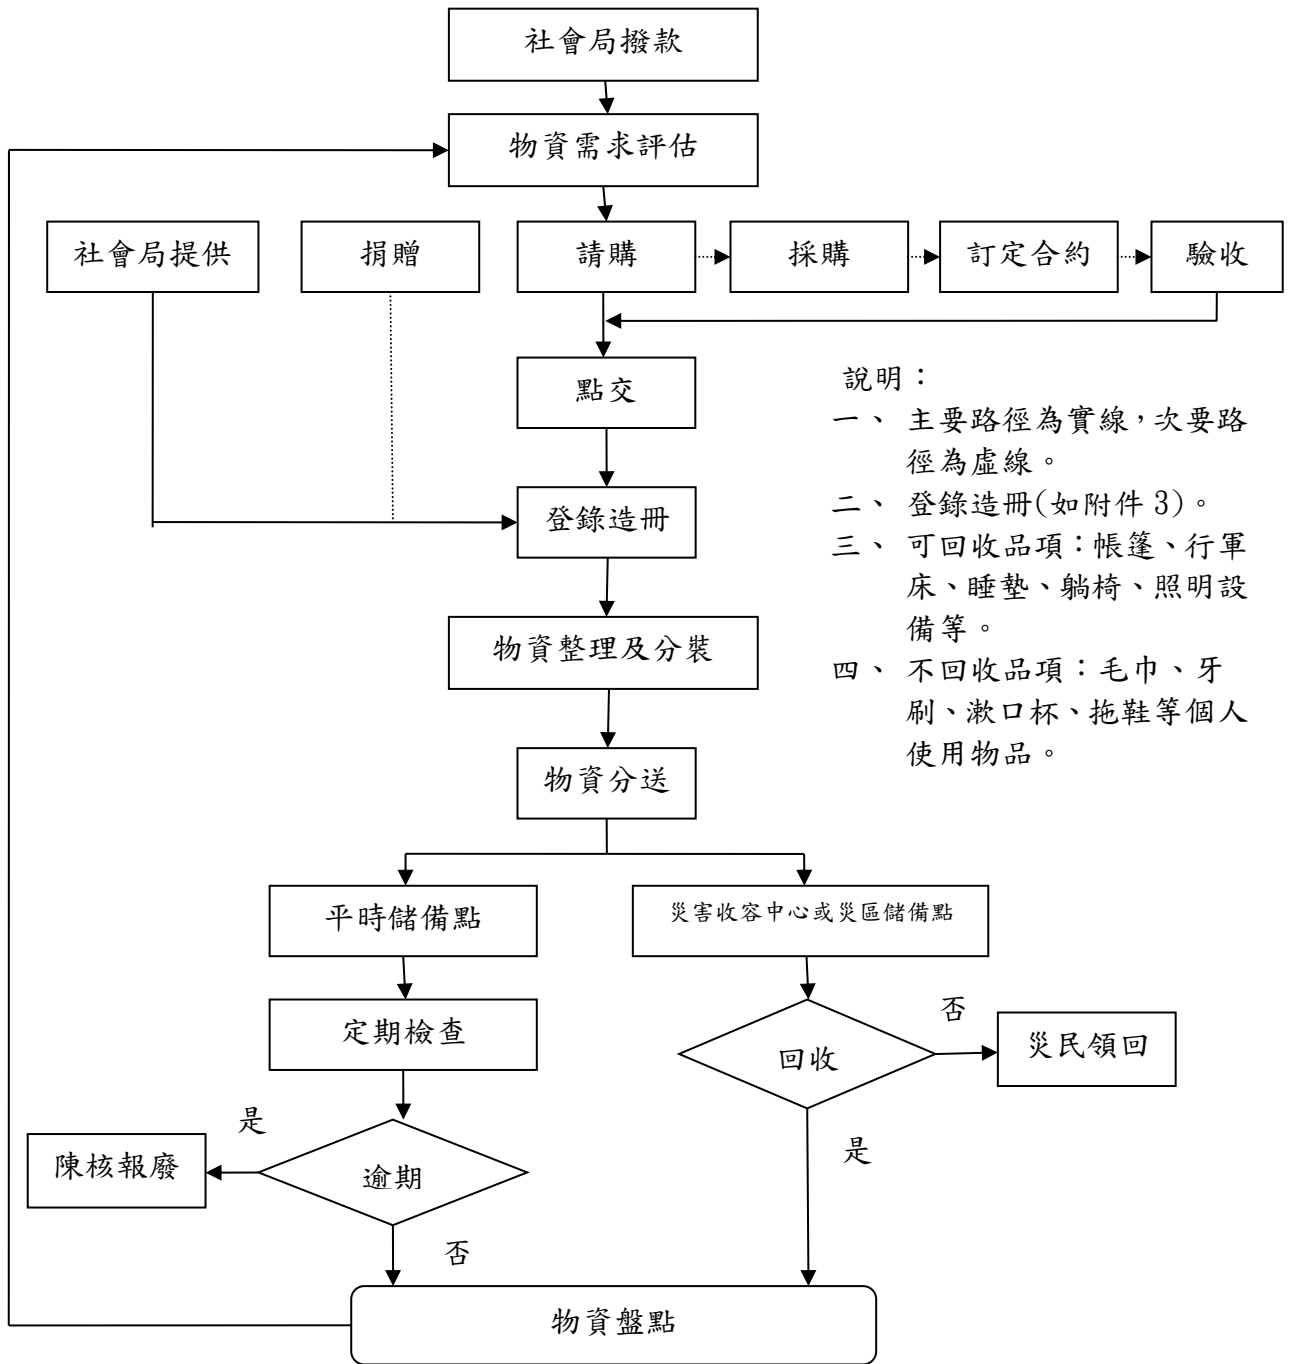 社會局撥款
物資需求評估
社會局提供
捐贈
請購
採購
訂定合約
驗收
點交
登錄造冊
物資整理及分裝
物資分送
說明：
一、 主要路徑為實線，次要路
徑為虛線。
二、 登錄造冊(如附件 3)。
三、 可回收品項：帳篷、行軍
床、睡墊、躺椅、照明設
備等。
四、 不回收品項：毛巾、牙
刷、漱口杯、拖鞋等個人
使用物品。
平時儲備點
災害收容中心或災區儲備點
定期檢查
回收
否
災民領回
是
陳核報廢
逾期
是
否
物資盤點